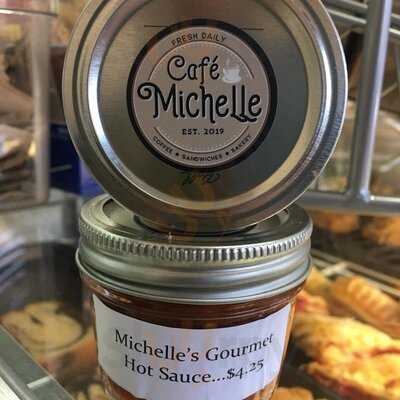 FRESH DAILY
Café
Michelle
EST. 2019
COFFEE ★ SANDWICHES ★ BAKERY
Michelle's Gourmet
Hot Sauce...$4.25